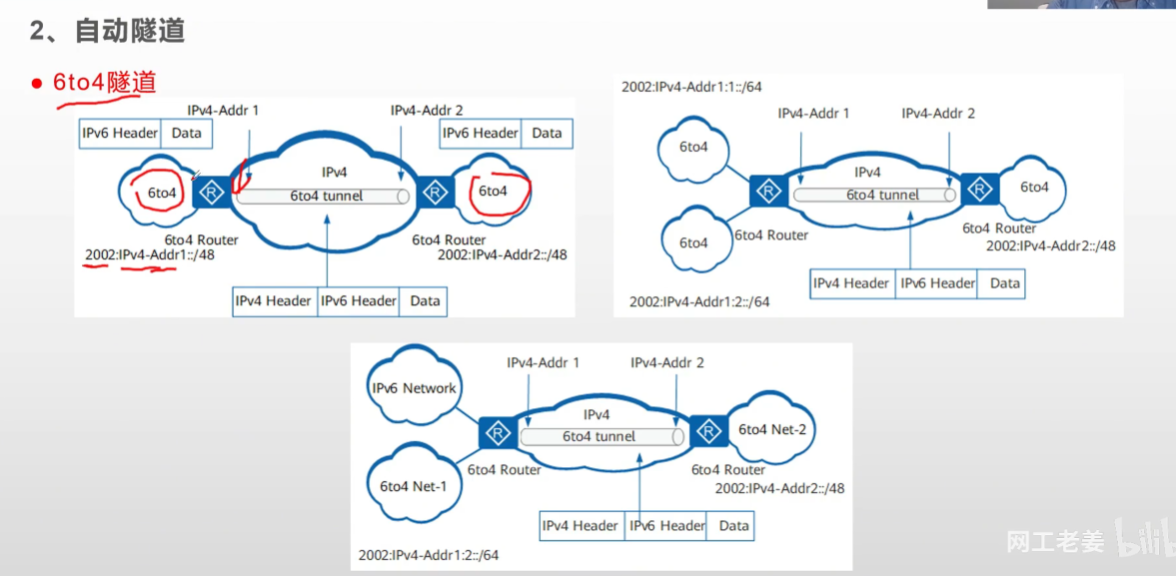 2、自动隧道
6to4隧道
IPv4-Addr 1
IPv4-Addr 2
IPv6 Header
Data
IPv6 Header
Data
6to4
R
IPv4
6to4 tunnel
R
6to4
6to4 Router
6to4 Router
2002:IPv4-Addr1::/48
2002:IPv4-Addr2::/48
IPv4 Header
IPv6 Header
Data
2002:IPv4-Addr1:1::/64
IPv4-Addr 1
IPv4-Addr 2
6to4
IPv4
R
6to4 tunnel
R
6to4
6to4
6to4 Router
6to4 Router
2002:IPv4-Addr2::/48
IPv4 Header
IPv6 Header
Data
2002:IPv4-Addr1:2::/64
IPv4-Addr 1
IPv4-Addr 2
IPv6 Network
IPv4
R
6to4 tunnel
R
6to4 Net-2
6to4 Router
6to4 Router
6to4 Net-1
2002:IPv4-Addr2::/48
IPv4 Header
IPv6 Header
Data
2002:IPv4-Addr1:2::/64
网工老姜